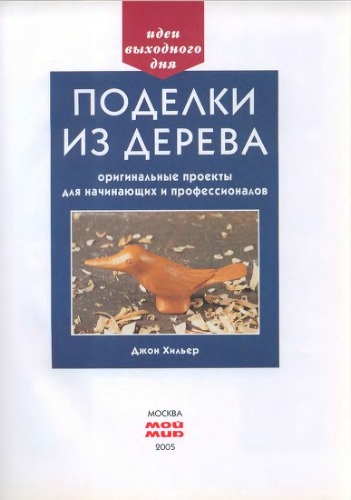 идеи
выходного
дня
ПОДЕЛКИ
ИЗ ДЕРЕВА
оригинальные проекты
для начинающих и профессионалов
Джон Хильер
МОСКВА
МОЙ
МИР
2005